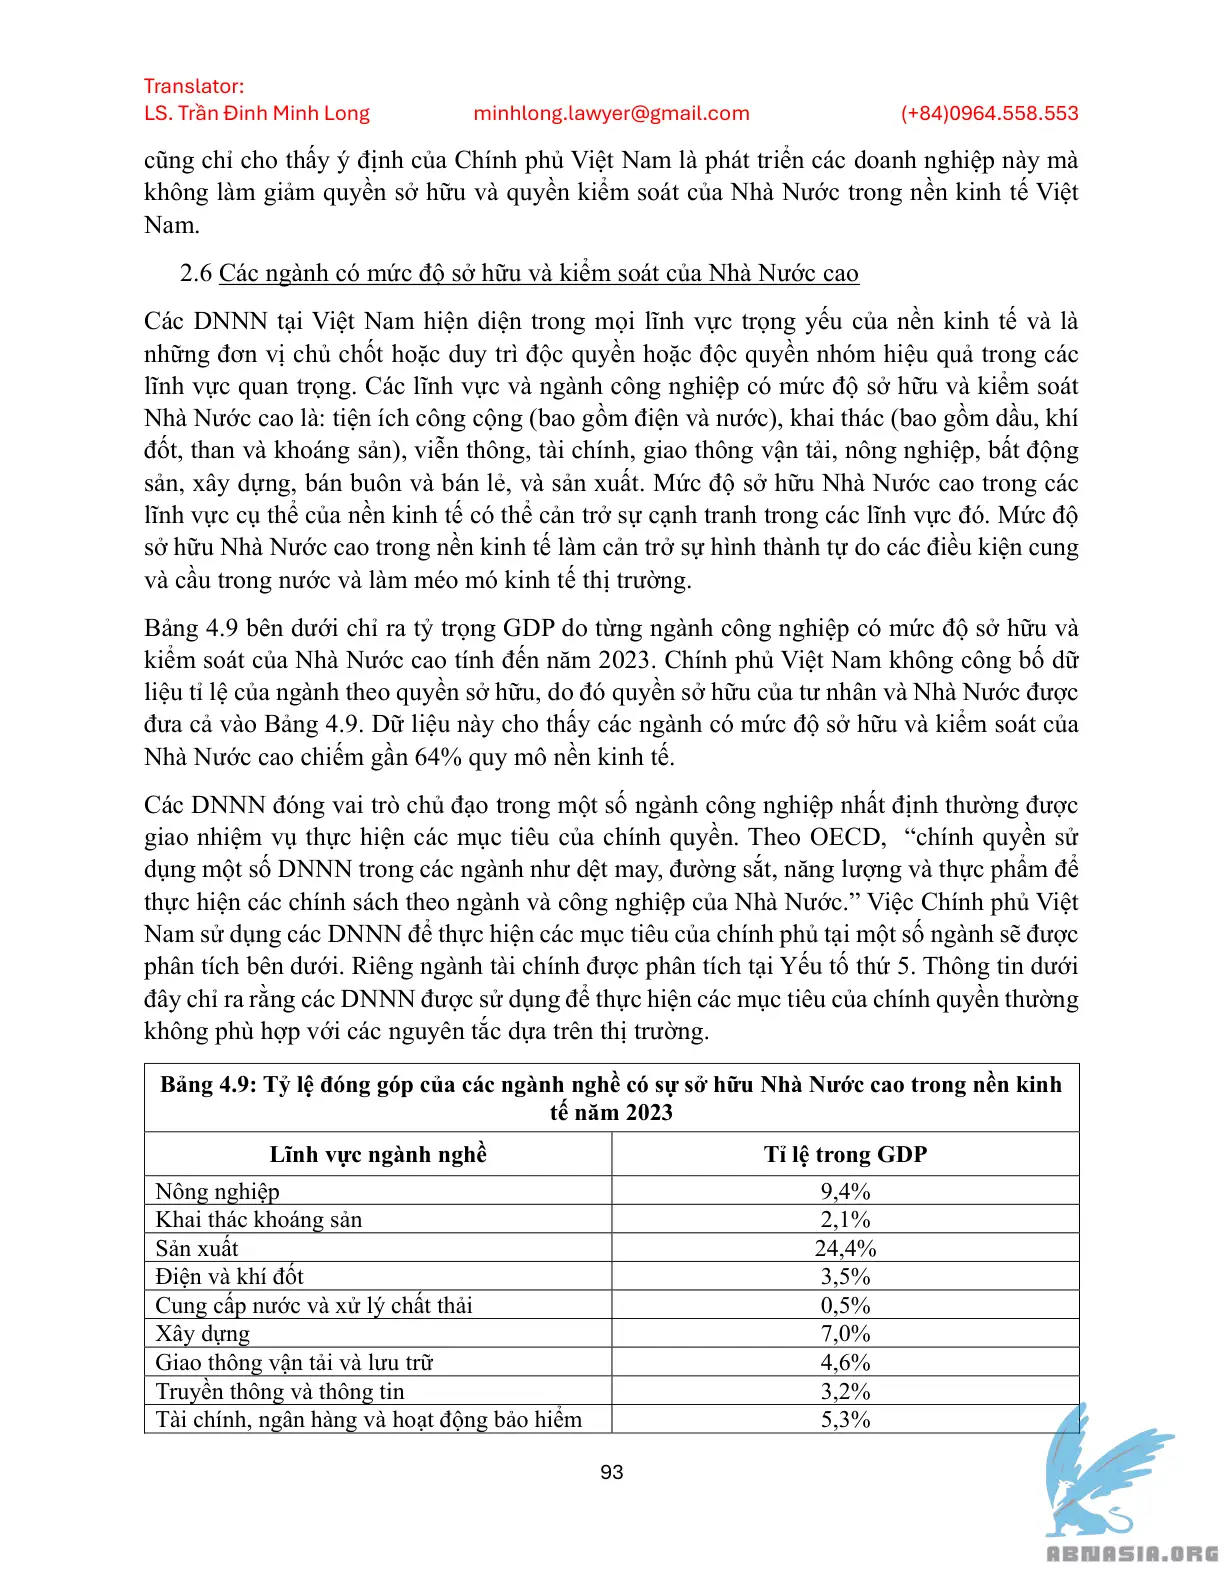 Translator:
LS. Trần Đinh Minh Long minhlong.lawyer@gmail.com (+84)0964.558.553
cũng chỉ cho thấy ý định của Chính phủ Việt Nam là phát triển các doanh nghiệp này mà
không làm giảm quyền sở hữu và quyền kiểm soát của Nhà Nước trong nền kinh tế Việt
Nam.
2.6 Các ngành có mức độ sở hữu và kiểm soát của Nhà Nước cao
Các DNNN tại Việt Nam hiện diện trong mọi lĩnh vực trọng yếu của nền kinh tế và là
những đơn vị chủ chốt hoặc duy trì độc quyền hoặc độc quyền nhóm hiệu quả trong các
lĩnh vực quan trọng. Các lĩnh vực và ngành công nghiệp có mức độ sở hữu và kiểm soát
Nhà Nước cao là: tiện ích công cộng (bao gồm điện và nước), khai thác (bao gồm dầu, khí
đốt, than và khoáng sản), viễn thông, tài chính, giao thông vận tải, nông nghiệp, bất động
sản, xây dựng, bán buôn và bán lẻ, và sản xuất. Mức độ sở hữu Nhà Nước cao trong các
lĩnh vực cụ thể của nền kinh tế có thể cản trở sự cạnh tranh trong các lĩnh vực đó. Mức độ
sở hữu Nhà Nước cao trong nền kinh tế làm cản trở sự hình thành tự do các điều kiện cung
và cầu trong nước và làm méo mó kinh tế thị trường.
Bảng 4.9 bên dưới chỉ ra tỷ trọng GDP do từng ngành công nghiệp có mức độ sở hữu và
kiểm soát của Nhà Nước cao tính đến năm 2023. Chính phủ Việt Nam không công bố dữ
liệu tỉ lệ của ngành theo quyền sở hữu, do đó quyền sở hữu của tư nhân và Nhà Nước được
đưa cả vào Bảng 4.9. Dữ liệu này cho thấy các ngành có mức độ sở hữu và kiểm soát của
Nhà Nước cao chiếm gần 64% quy mô nền kinh tế.
Các DNNN đóng vai trò chủ đạo trong một số ngành công nghiệp nhất định thường được
giao nhiệm vụ thực hiện các mục tiêu của chính quyền. Theo OECD, “chính quyền sử
dụng một số DNNN trong các ngành như dệt may, đường sắt, năng lượng và thực phẩm để
thực hiện các chính sách theo ngành và công nghiệp của Nhà Nước.” Việc Chính phủ Việt
Nam sử dụng các DNNN để thực hiện các mục tiêu của chính phủ tại một số ngành sẽ được
phân tích bên dưới. Riêng ngành tài chính được phân tích tại Yếu tố thứ 5. Thông tin dưới
đây chỉ ra rằng các DNNN được sử dụng để thực hiện các mục tiêu của chính quyền thường
không phù hợp với các nguyên tắc dựa trên thị trường.
Bảng 4.9: Tỷ lệ đóng góp của các ngành nghề có sự sở hữu Nhà Nước cao trong nền kinh
tế năm 2023
Lĩnh vực ngành nghề Tỉ lệ trong GDP
Nông nghiệp 9,4%
Khai thác khoáng sản 2,1%
Sản xuất 24,4%
Điện và khí đốt 3,5%
Cung cấp nước và xử lý chất thải 0,5%
Xây dựng 7,0%
Giao thông vận tải và lưu trữ 4,6%
Truyền thông và thông tin 3,2%
Tài chính, ngân hàng và hoạt động bảo hiểm 5,3%
93
ABNASIA.ORG